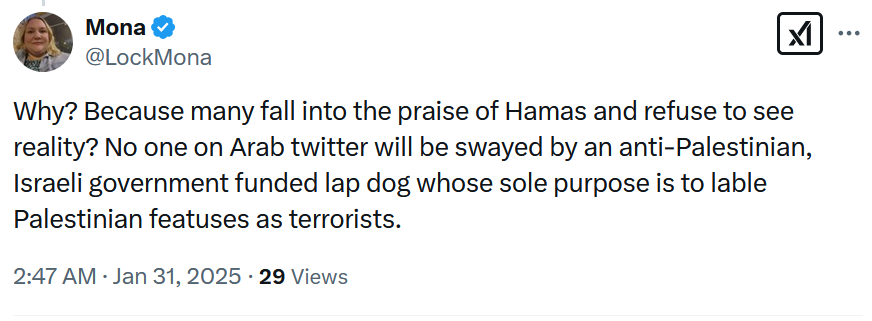 Mona
@LockMona
Why? Because many fall into the praise of Hamas and refuse to see
reality? No one on Arab twitter will be swayed by an anti-Palestinian,
Israeli government funded lap dog whose sole purpose is to lable
Palestinian featuses as terrorists.
2:47 AM · Jan 31, 2025 · 29 Views